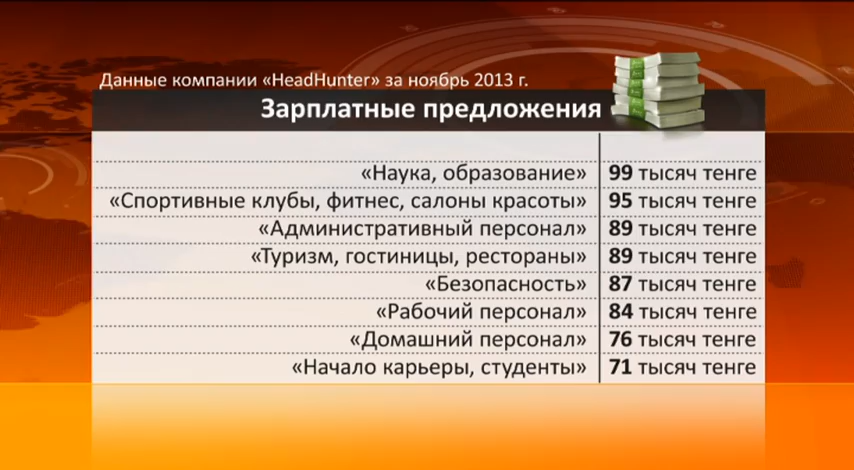 Данные компании «HeadHunter» за ноябрь 2013 г.
Зарплатные предложения
«Наука, образование» 99 тысяч тенге
«Спортивные клубы, фитнес, салоны красоты» 95 тысяч тенге
«Административный персонал» 89 тысяч тенге
«Туризм, гостиницы, рестораны» 89 тысяч тенге
«Безопасность» 87 тысяч тенге
«Рабочий персонал» 84 тысяч тенге
«Домашний персонал» 76 тысяч тенге
«Начало карьеры, студенты» 71 тысяч тенге